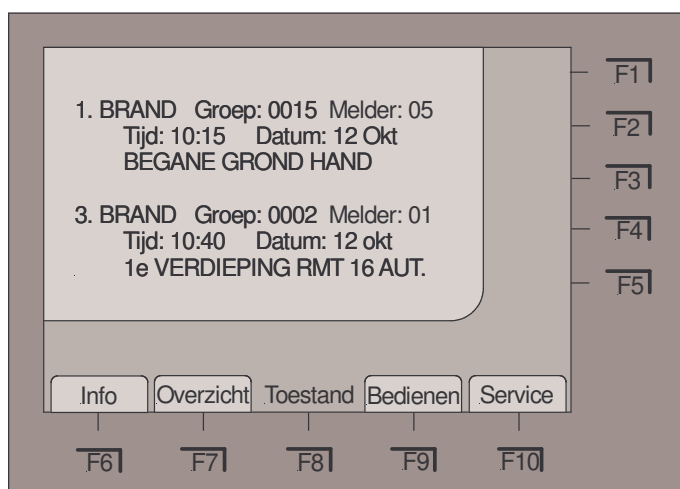 1. BRAND Groep: 0015 Melder: 05
Tijd: 10:15 Datum: 12 Okt
BEGANE GROND HAND
3. BRAND Groep: 0002 Melder: 01
Tijd: 10:40 Datum: 12 okt
1e VERDIEPING RMT 16 AUT.
F1
F2
F3
F4
F5
Info Overzicht Toestand Bedienen Service
F6 F7 F8 F9 F10